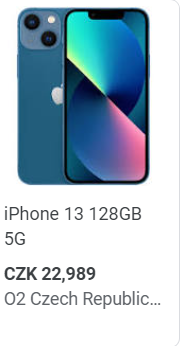 iPhone 13 128GB
5G
CZK 22,989
O2 Czech Republic...